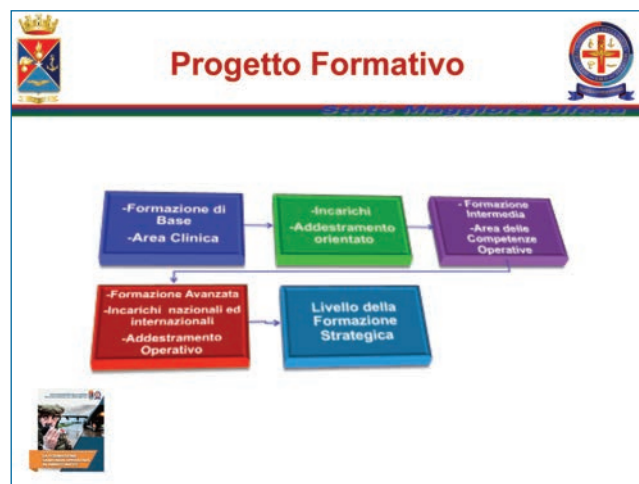 Progetto Formativo
Stato Maggiore Difesa
-Formazione di
Base
-Area Clinica
-Incarichi
-Addestramento
orientato
- Formazione
Intermedia
-Area delle
Competenze
Operative
-Formazione Avanzata
-Incarichi nazionali ed
internazionali
-Addestramento
Operativo
Livello della
Formazione
Strategica